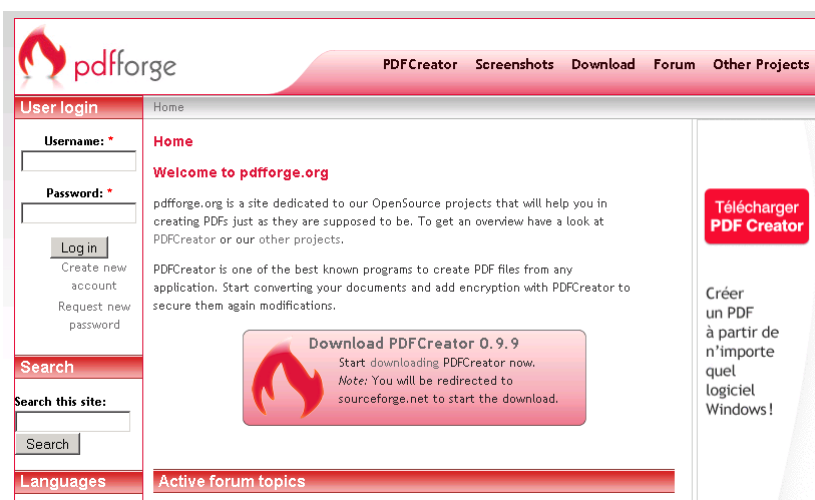 pdfforge
PDFCreator Screenshots Download Forum Other Projects
User login
Home
Username: *
Password: *
Log in
Create new
account
Request new
password
Search
Search this site:
Search
Languages
Home
Welcome to pdfforge.org
pdforge.org is a site dedicated to our OpenSource projects that will help you in
creating PDFs just as they are supposed to be. To get an overview have a look at
PDFCreator or our other projects.
PDFCreator is one of the best known programs to create PDF files from any
application. Start converting your documents and add encryption with PDFCreator to
secure them again modifications.
Download PDFCreator 0.9.9
Start downloading PDFCreator now.
Note: You will be redirected to
sourceforge.net to start the download.
Active forum topics
Télécharger
PDF Creator
Créer
un PDF
à partir de
n'importe
quel
logiciel
Windows!